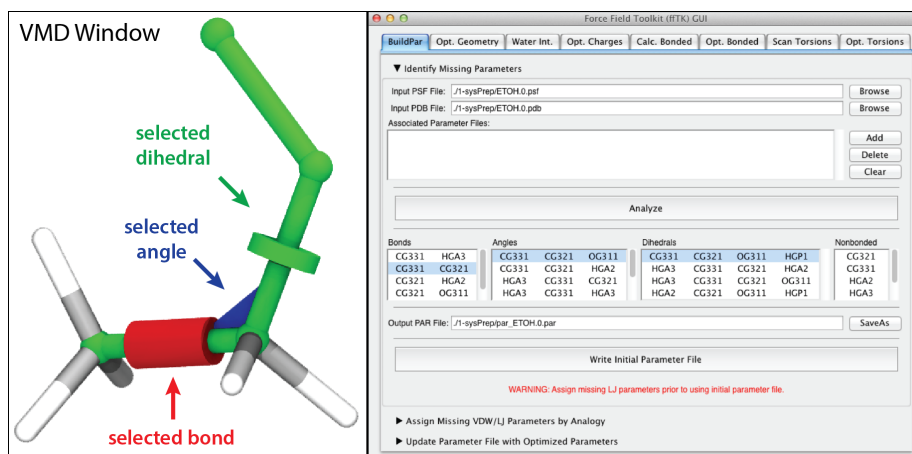 VMD Window
selected
dihedral
selected
angle
selected bond
Force Field Toolkit (ffTK) GUI
BuildPar Opt. Geometry Water Int. Opt. Charges Calc. Bonded Opt. Bonded Scan Torsions Opt. Torsions
▼ Identify Missing Parameters
Input PSF File: ./1-sysPrep/ETOH.0.psf Browse
Input PDB File: ./1-sysPrep/ETOH.0.pdb Browse
Associated Parameter Files:
Add
Delete
Clear
Analyze
Bonds Angles Dihedrals Nonbonded
CG331 HGA3 CG331 CG321 OG311 CG331 CG321 OG311 HGP1 CG321
CG331 CG321 CG331 CG321 HGA2 HGA3 CG331 CG321 HGA2 CG331
CG321 HGA2 HGA3 CG331 CG321 HGA3 CG331 CG321 OG311 HGA2
CG321 OG311 HGA3 CG331 HGA3 HGA2 CG321 OG311 HGP1 HGA3
Output PAR File: ./1-sysPrep/par_ETOH.0.par SaveAs
Write Initial Parameter File
WARNING: Assign missing LJ parameters prior to using initial parameter file.
▶ Assign Missing VDW/LJ Parameters by Analogy
▶ Update Parameter File with Optimized Parameters